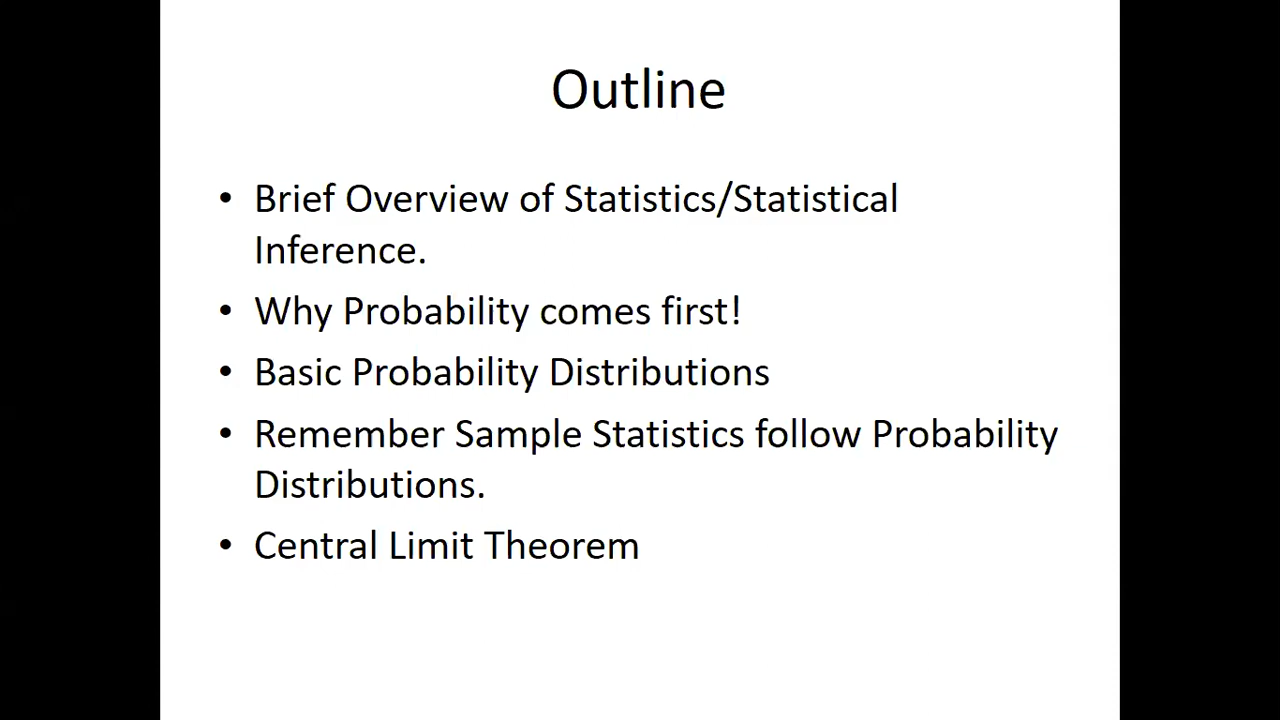 Outline
• Brief Overview of Statistics/Statistical
Inference.
• Why Probability comes first!
• Basic Probability Distributions
• Remember Sample Statistics follow Probability
Distributions.
• Central Limit Theorem